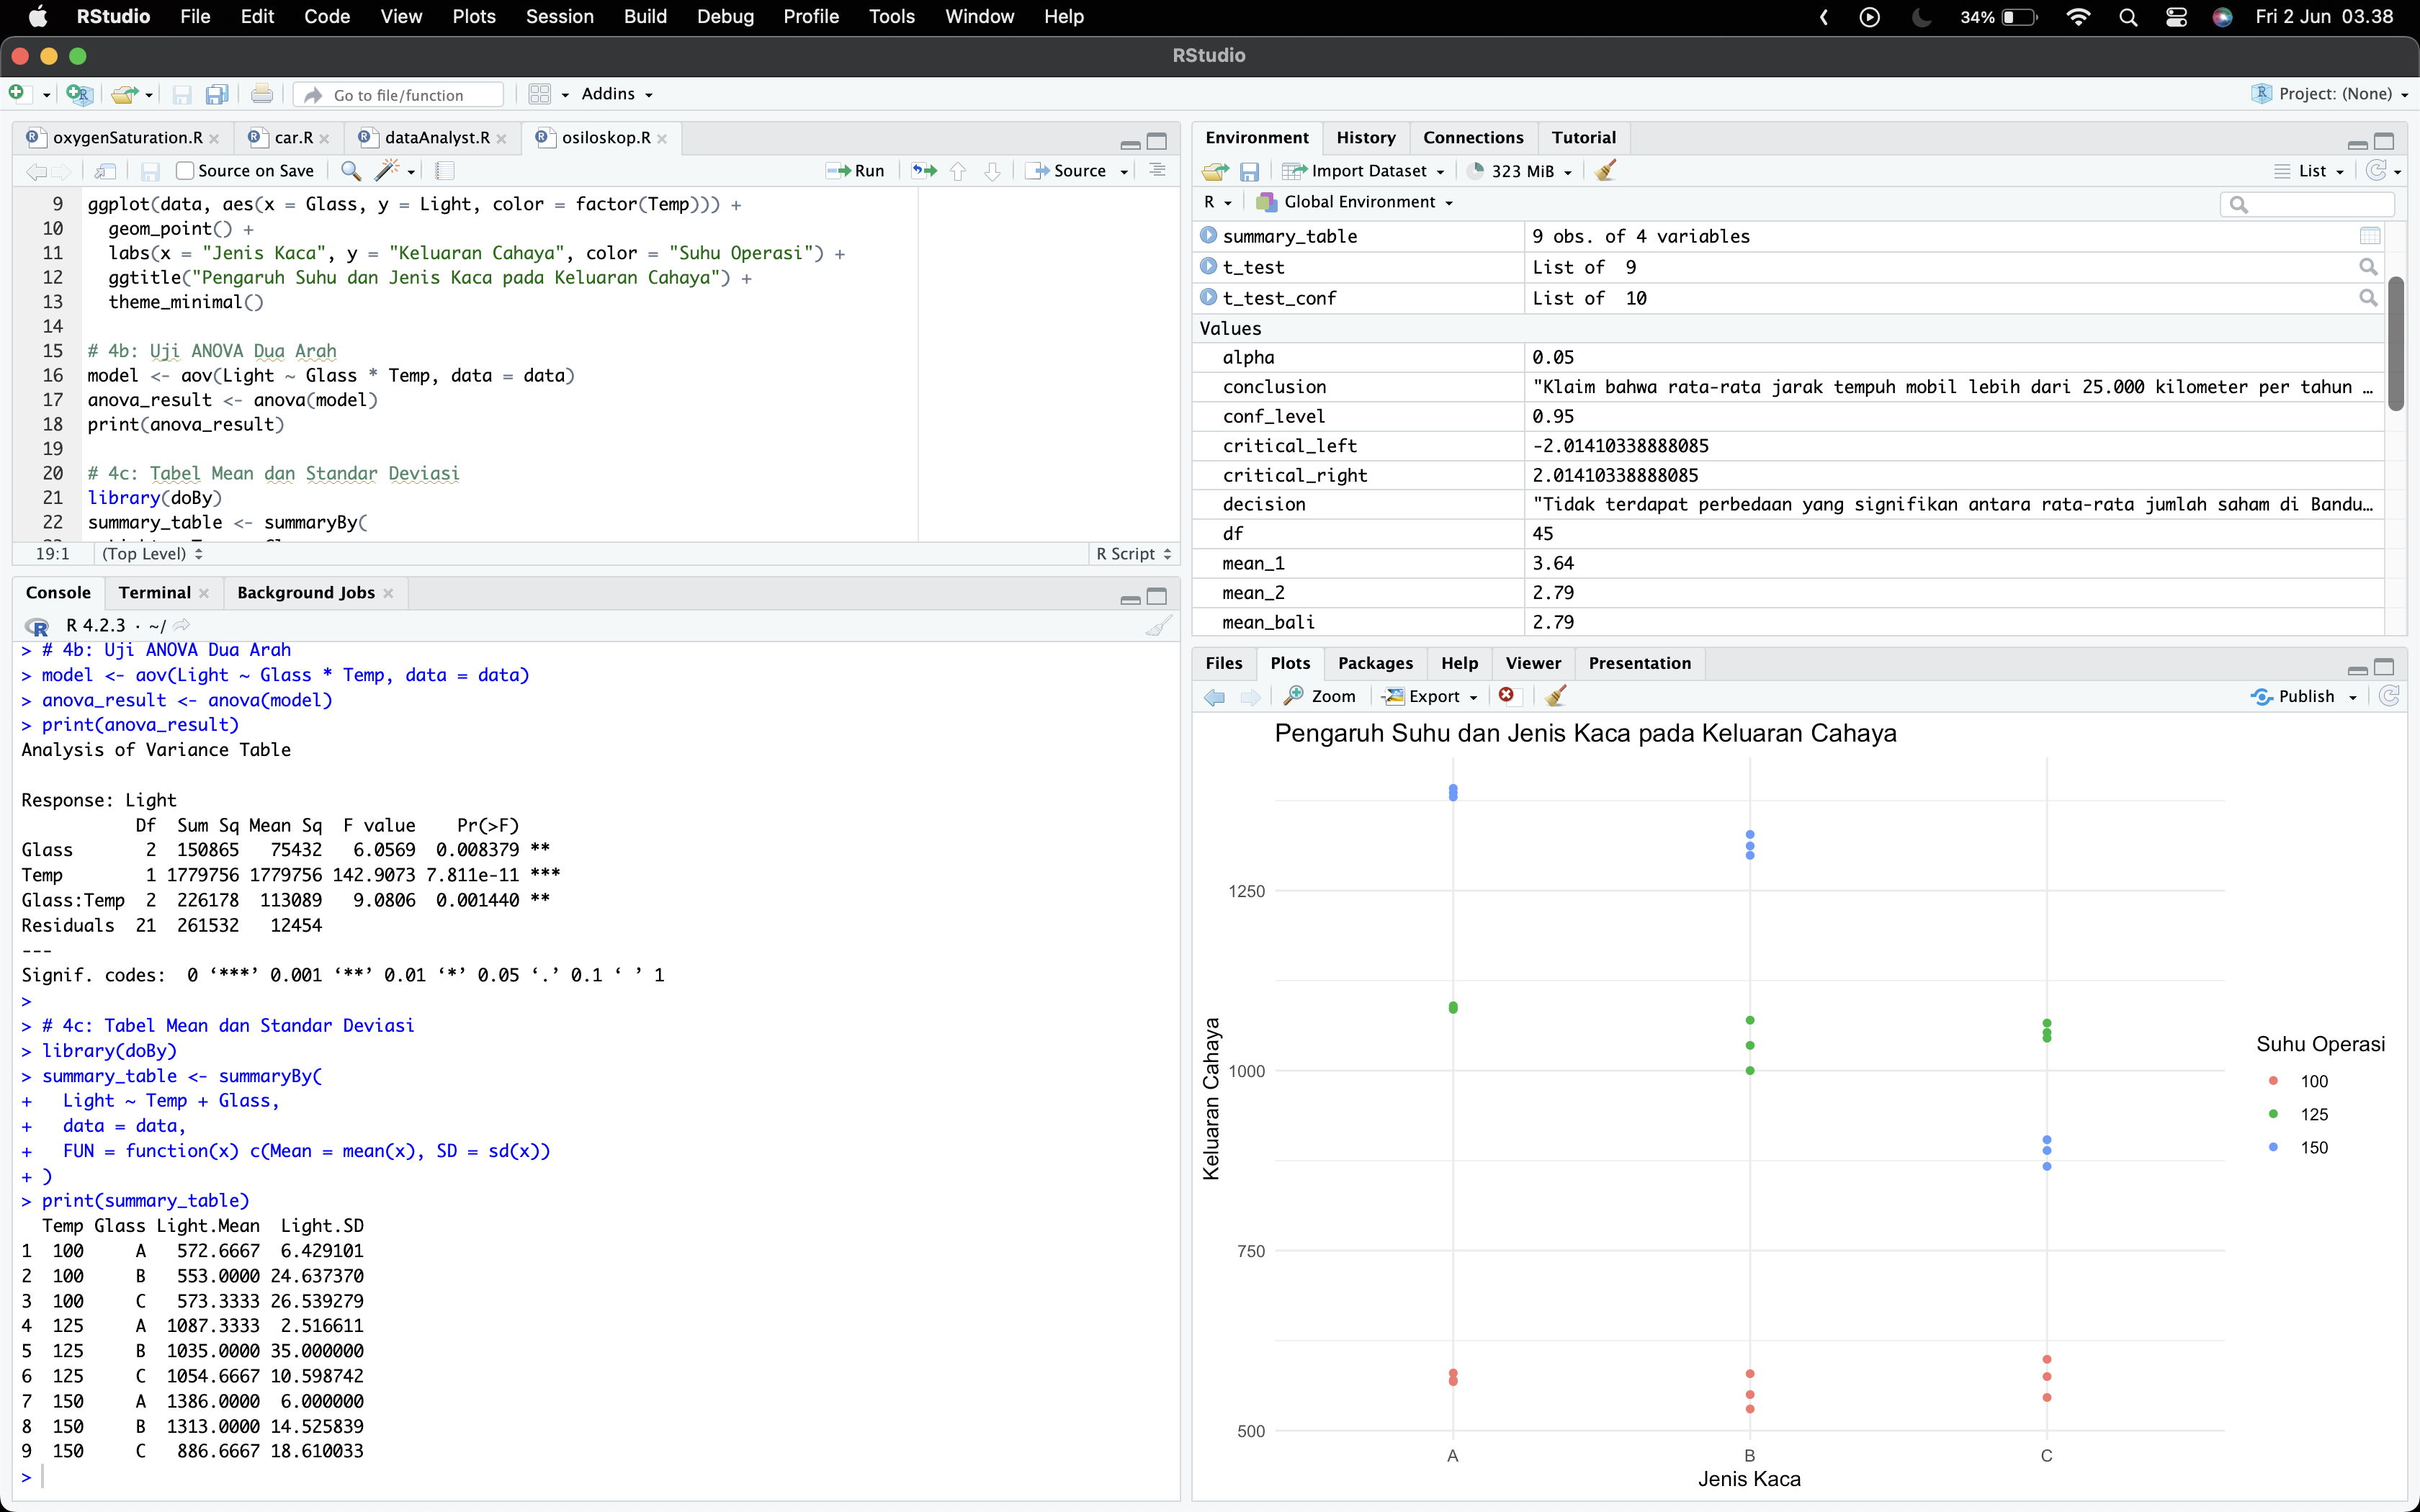 RStudio File Edit Code View Plots Session Build Debug Profile Tools Window Help 34% Fri 2 Jun 03.38
RStudio
Go to file/function Addins Project: (None)
oxygenSaturation.R car.R dataAnalyst.R osiloskop.R
Source on Save Run Source
9 ggplot(data, aes(x = Glass, y = Light, color = factor(Temp))) +
10 geom_point() +
11 labs(x = "Jenis Kaca", y = "Keluaran Cahaya", color = "Suhu Operasi") +
12 ggtitle("Pengaruh Suhu dan Jenis Kaca pada Keluaran Cahaya") +
13 theme_minimal()
14
15 # 4b: Uji ANOVA Dua Arah
16 model <- aov(Light ~ Glass * Temp, data = data)
17 anova_result <- anova(model)
18 print(anova_result)
19
20 # 4c: Tabel Mean dan Standar Deviasi
21 library(doBy)
22 summary_table <- summaryBy(
19:1 (Top Level) R Script
Console Terminal Background Jobs
R 4.2.3 · ~/
> # 4b: Uji ANOVA Dua Arah
> model <- aov(Light ~ Glass * Temp, data = data)
> anova_result <- anova(model)
> print(anova_result)
Analysis of Variance Table
Response: Light
Df Sum Sq Mean Sq F value Pr(>F)
Glass 2 150865 75432 6.0569 0.008379 **
Temp 1 1779756 1779756 142.9073 7.811e-11 ***
Glass:Temp 2 226178 113089 9.0806 0.001440 **
Residuals 21 261532 12454
---
Signif. codes: 0 ‘***’ 0.001 ‘**’ 0.01 ‘*’ 0.05 ‘.’ 0.1 ‘ ’ 1
>
> # 4c: Tabel Mean dan Standar Deviasi
> library(doBy)
> summary_table <- summaryBy(
+ Light ~ Temp + Glass,
+ data = data,
+ FUN = function(x) c(Mean = mean(x), SD = sd(x))
+ )
> print(summary_table)
Temp Glass Light.Mean Light.SD
1 100 A 572.6667 6.429101
2 100 B 553.0000 24.637370
3 100 C 573.3333 26.539279
4 125 A 1087.3333 2.516611
5 125 B 1035.0000 35.000000
6 125 C 1054.6667 10.598742
7 150 A 1386.0000 6.000000
8 150 B 1313.0000 14.525839
9 150 C 886.6667 18.610033
>
Environment History Connections Tutorial
Import Dataset 323 MiB List
R Global Environment
summary_table 9 obs. of 4 variables
t_test List of 9
t_test_conf List of 10
Values
alpha 0.05
conclusion "Klaim bahwa rata-rata jarak tempuh mobil lebih dari 25.000 kilometer per tahun …
conf_level 0.95
critical_left -2.01410338888085
critical_right 2.01410338888085
decision "Tidak terdapat perbedaan yang signifikan antara rata-rata jumlah saham di Bandu…
df 45
mean_1 3.64
mean_2 2.79
mean_bali 2.79
Files Plots Packages Help Viewer Presentation
Zoom Export Publish
Pengaruh Suhu dan Jenis Kaca pada Keluaran Cahaya
Keluaran Cahaya
1250
1000
750
500
A B C
Jenis Kaca
Suhu Operasi
100
125
150